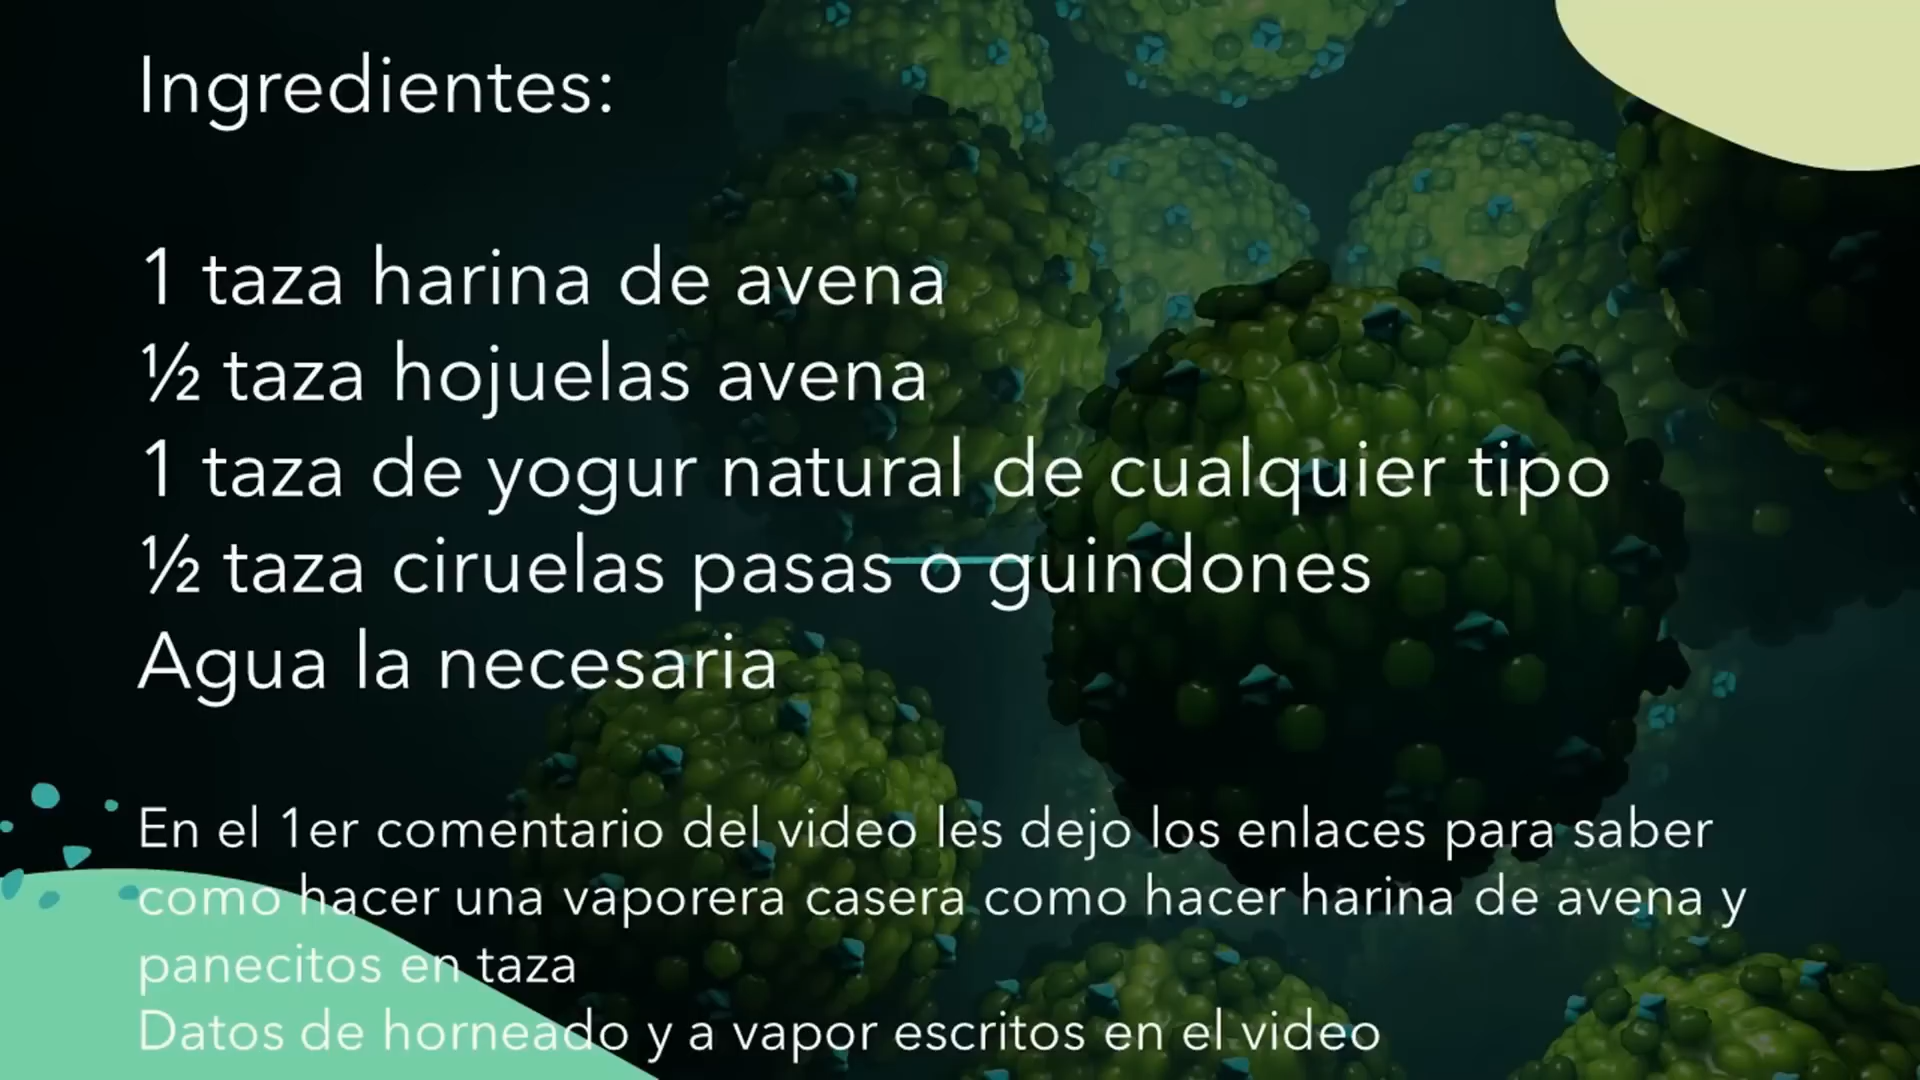 Ingredientes:
1 taza harina de avena
½ taza hojuelas avena
1 taza de yogur natural de cualquier tipo
½ taza ciruelas pasas o guindones
Agua la necesaria
En el 1er comentario del video les dejo los enlaces para saber
como hacer una vaporera casera como hacer harina de avena y
panecitos en taza
Datos de horneado y a vapor escritos en el video